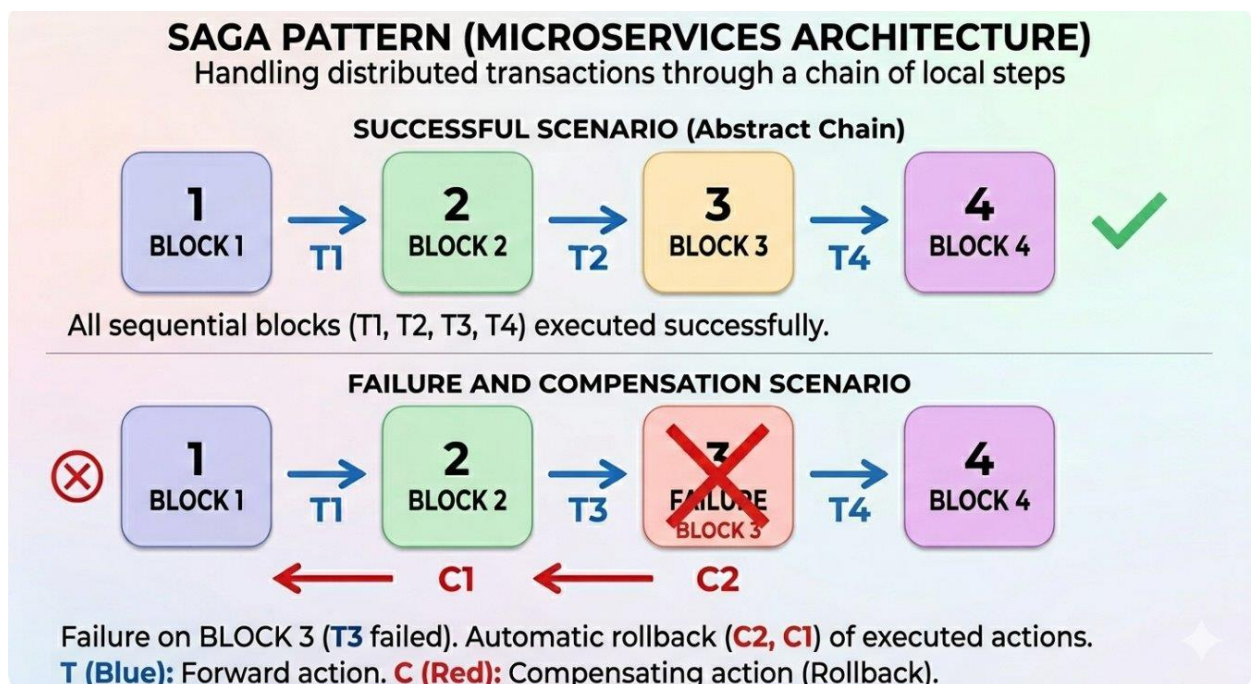 SAGA PATTERN (MICROSERVICES ARCHITECTURE)
Handling distributed transactions through a chain of local steps
SUCCESSFUL SCENARIO (Abstract Chain)
1
BLOCK 1
T1
2
BLOCK 2
T2
3
BLOCK 3
T4
4
BLOCK 4
All sequential blocks (T1, T2, T3, T4) executed successfully.
FAILURE AND COMPENSATION SCENARIO
1
BLOCK 1
T1
2
BLOCK 2
T3
3
FAILURE
BLOCK 3
T4
4
BLOCK 4
C1
C2
Failure on BLOCK 3 (T3 failed). Automatic rollback (C2, C1) of executed actions.
T (Blue): Forward action. C (Red): Compensating action (Rollback).